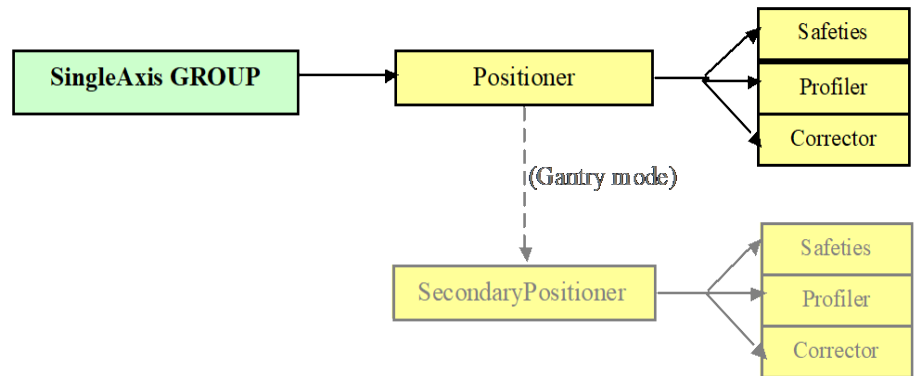 Safeties
SingleAxis GROUP
Positioner
Profiler
Corrector
(Gantry mode)
Safeties
SecondaryPositioner
Profiler
Corrector